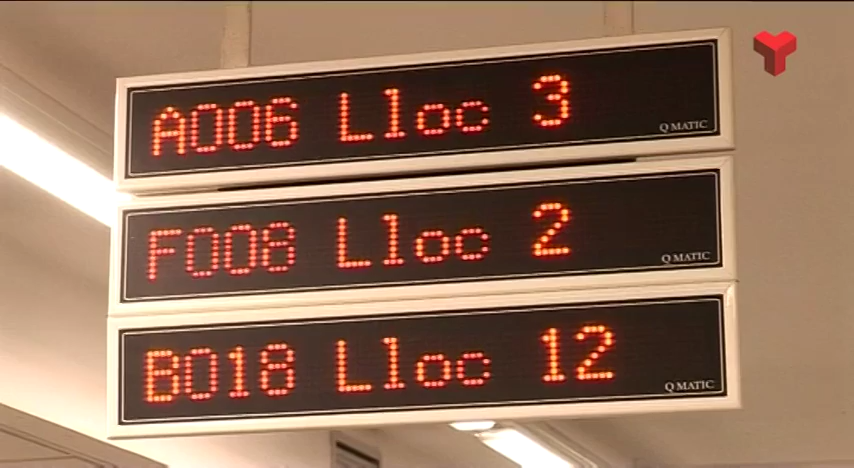 A006 Lloc 3
Q MATIC
F008 Lloc 2
Q MATIC
B018 Lloc 12
Q MATIC